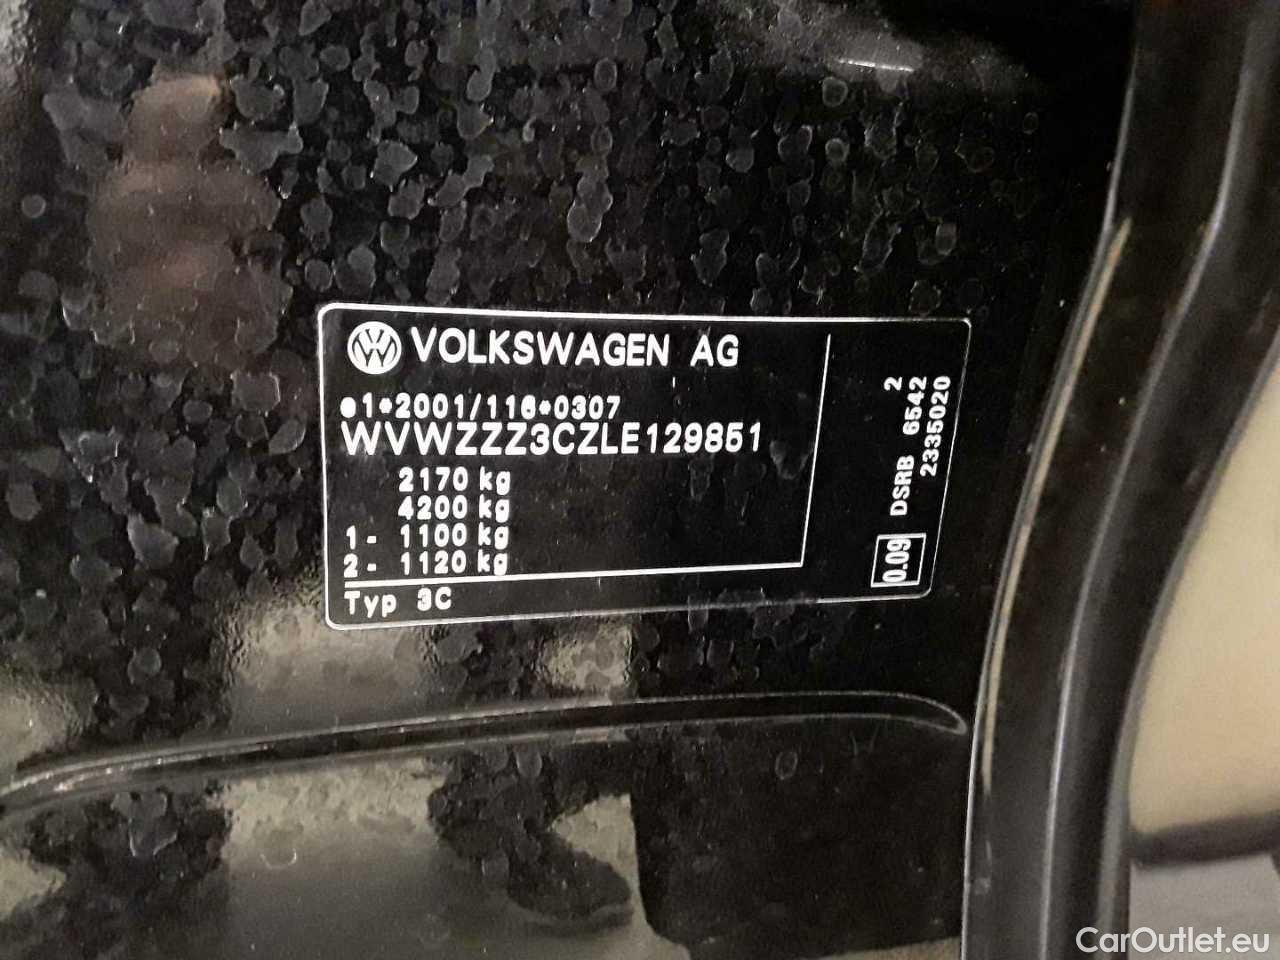 VOLKSWAGEN AG
e1*2001/116*0307
WVWZZZ3CZLE129851
2170 kg
4200 kg
1 - 1100 kg
2 - 1120 kg
Typ 3C
0.09 DSRB 6542 2
2335020
CarOutlet.eu